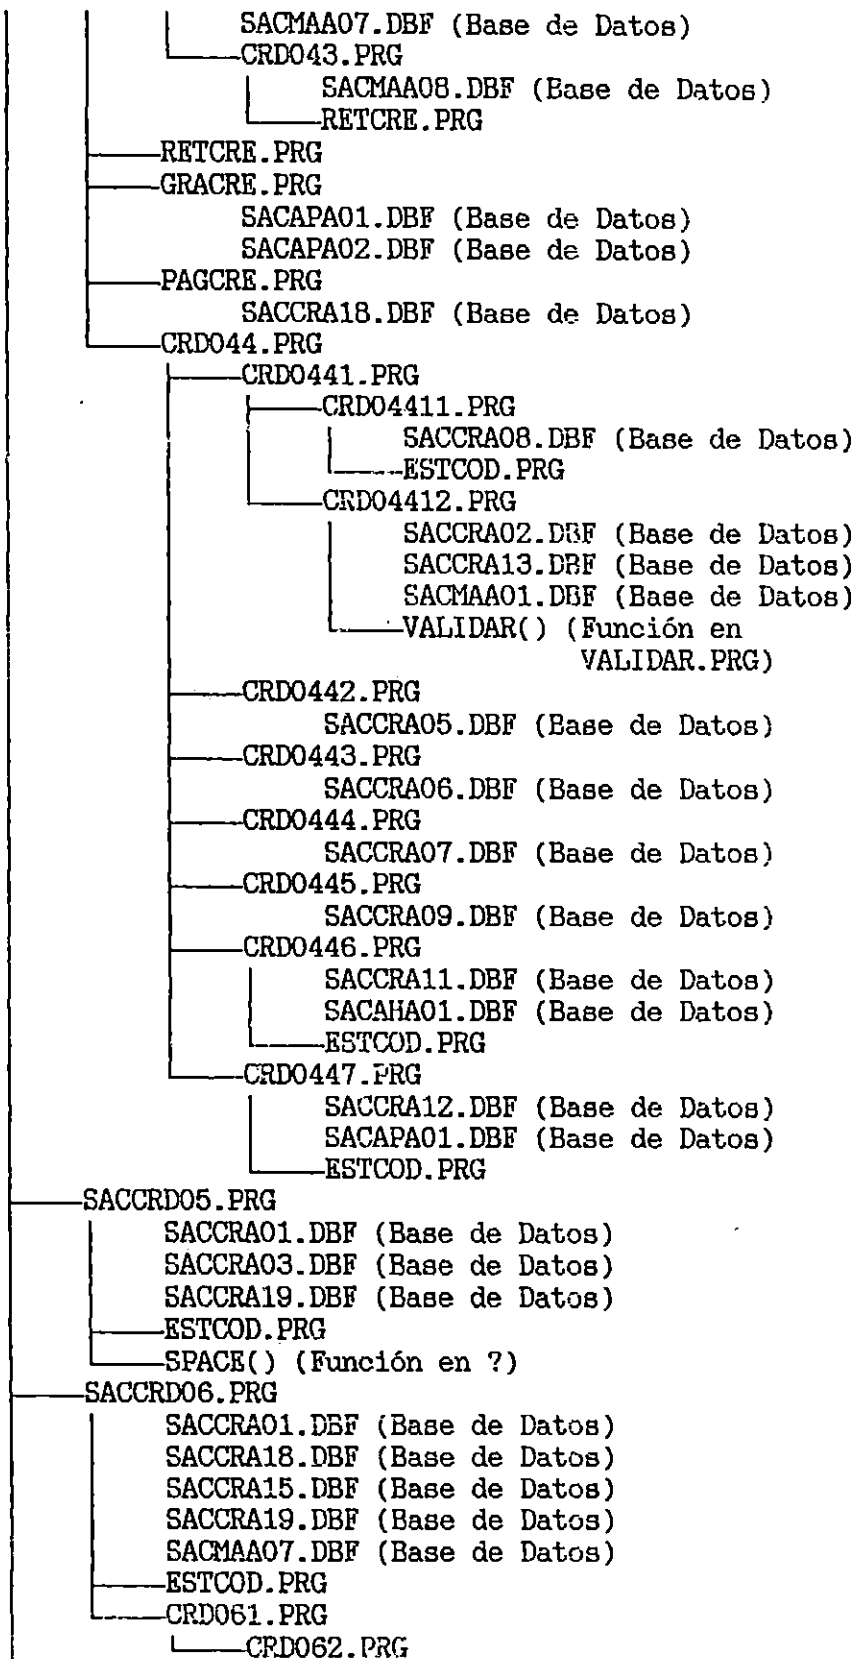 SACMAA07.DBF (Base de Datos)
CRD043.PRG
SACMAA08.DBF (Base de Datos)
RETCRE.PRG
RETCRE.PRG
GRACRE.PRG
SACAPA01.DBF (Base de Datos)
SACAPA02.DBF (Base de Datos)
PAGCRE.PRG
SACCRA18.DBF (Base de Datos)
CRD044.PRG
CRD0441.PRG
CRD04411.PRG
SACCRA08.DBF (Base de Datos)
ESTCOD.PRG
CRD04412.PRG
SACCRA02.DBF (Base de Datos)
SACCRA13.DBF (Base de Datos)
SACMAA01.DBF (Base de Datos)
VALIDAR() (Función en
VALIDAR.PRG)
CRD0442.PRG
SACCRA05.DBF (Base de Datos)
CRD0443.PRG
SACCRA06.DBF (Base de Datos)
CRD0444.PRG
SACCRA07.DBF (Base de Datos)
CRD0445.PRG
SACCRA09.DBF (Base de Datos)
CRD0446.PRG
SACCRA11.DBF (Base de Datos)
SACAHA01.DBF (Base de Datos)
ESTCOD.PRG
CRD0447.PRG
SACCRA12.DBF (Base de Datos)
SACAPA01.DBF (Base de Datos)
ESTCOD.PRG
SACCRD05.PRG
SACCRA01.DBF (Base de Datos)
SACCRA03.DBF (Base de Datos)
SACCRA19.DBF (Base de Datos)
ESTCOD.PRG
SPACE() (Función en ?)
SACCRD06.PRG
SACCRA01.DBF (Base de Datos)
SACCRA18.DBF (Base de Datos)
SACCRA15.DBF (Base de Datos)
SACCRA19.DBF (Base de Datos)
SACMAA07.DBF (Base de Datos)
ESTCOD.PRG
CRD061.PRG
CRD062.PRG